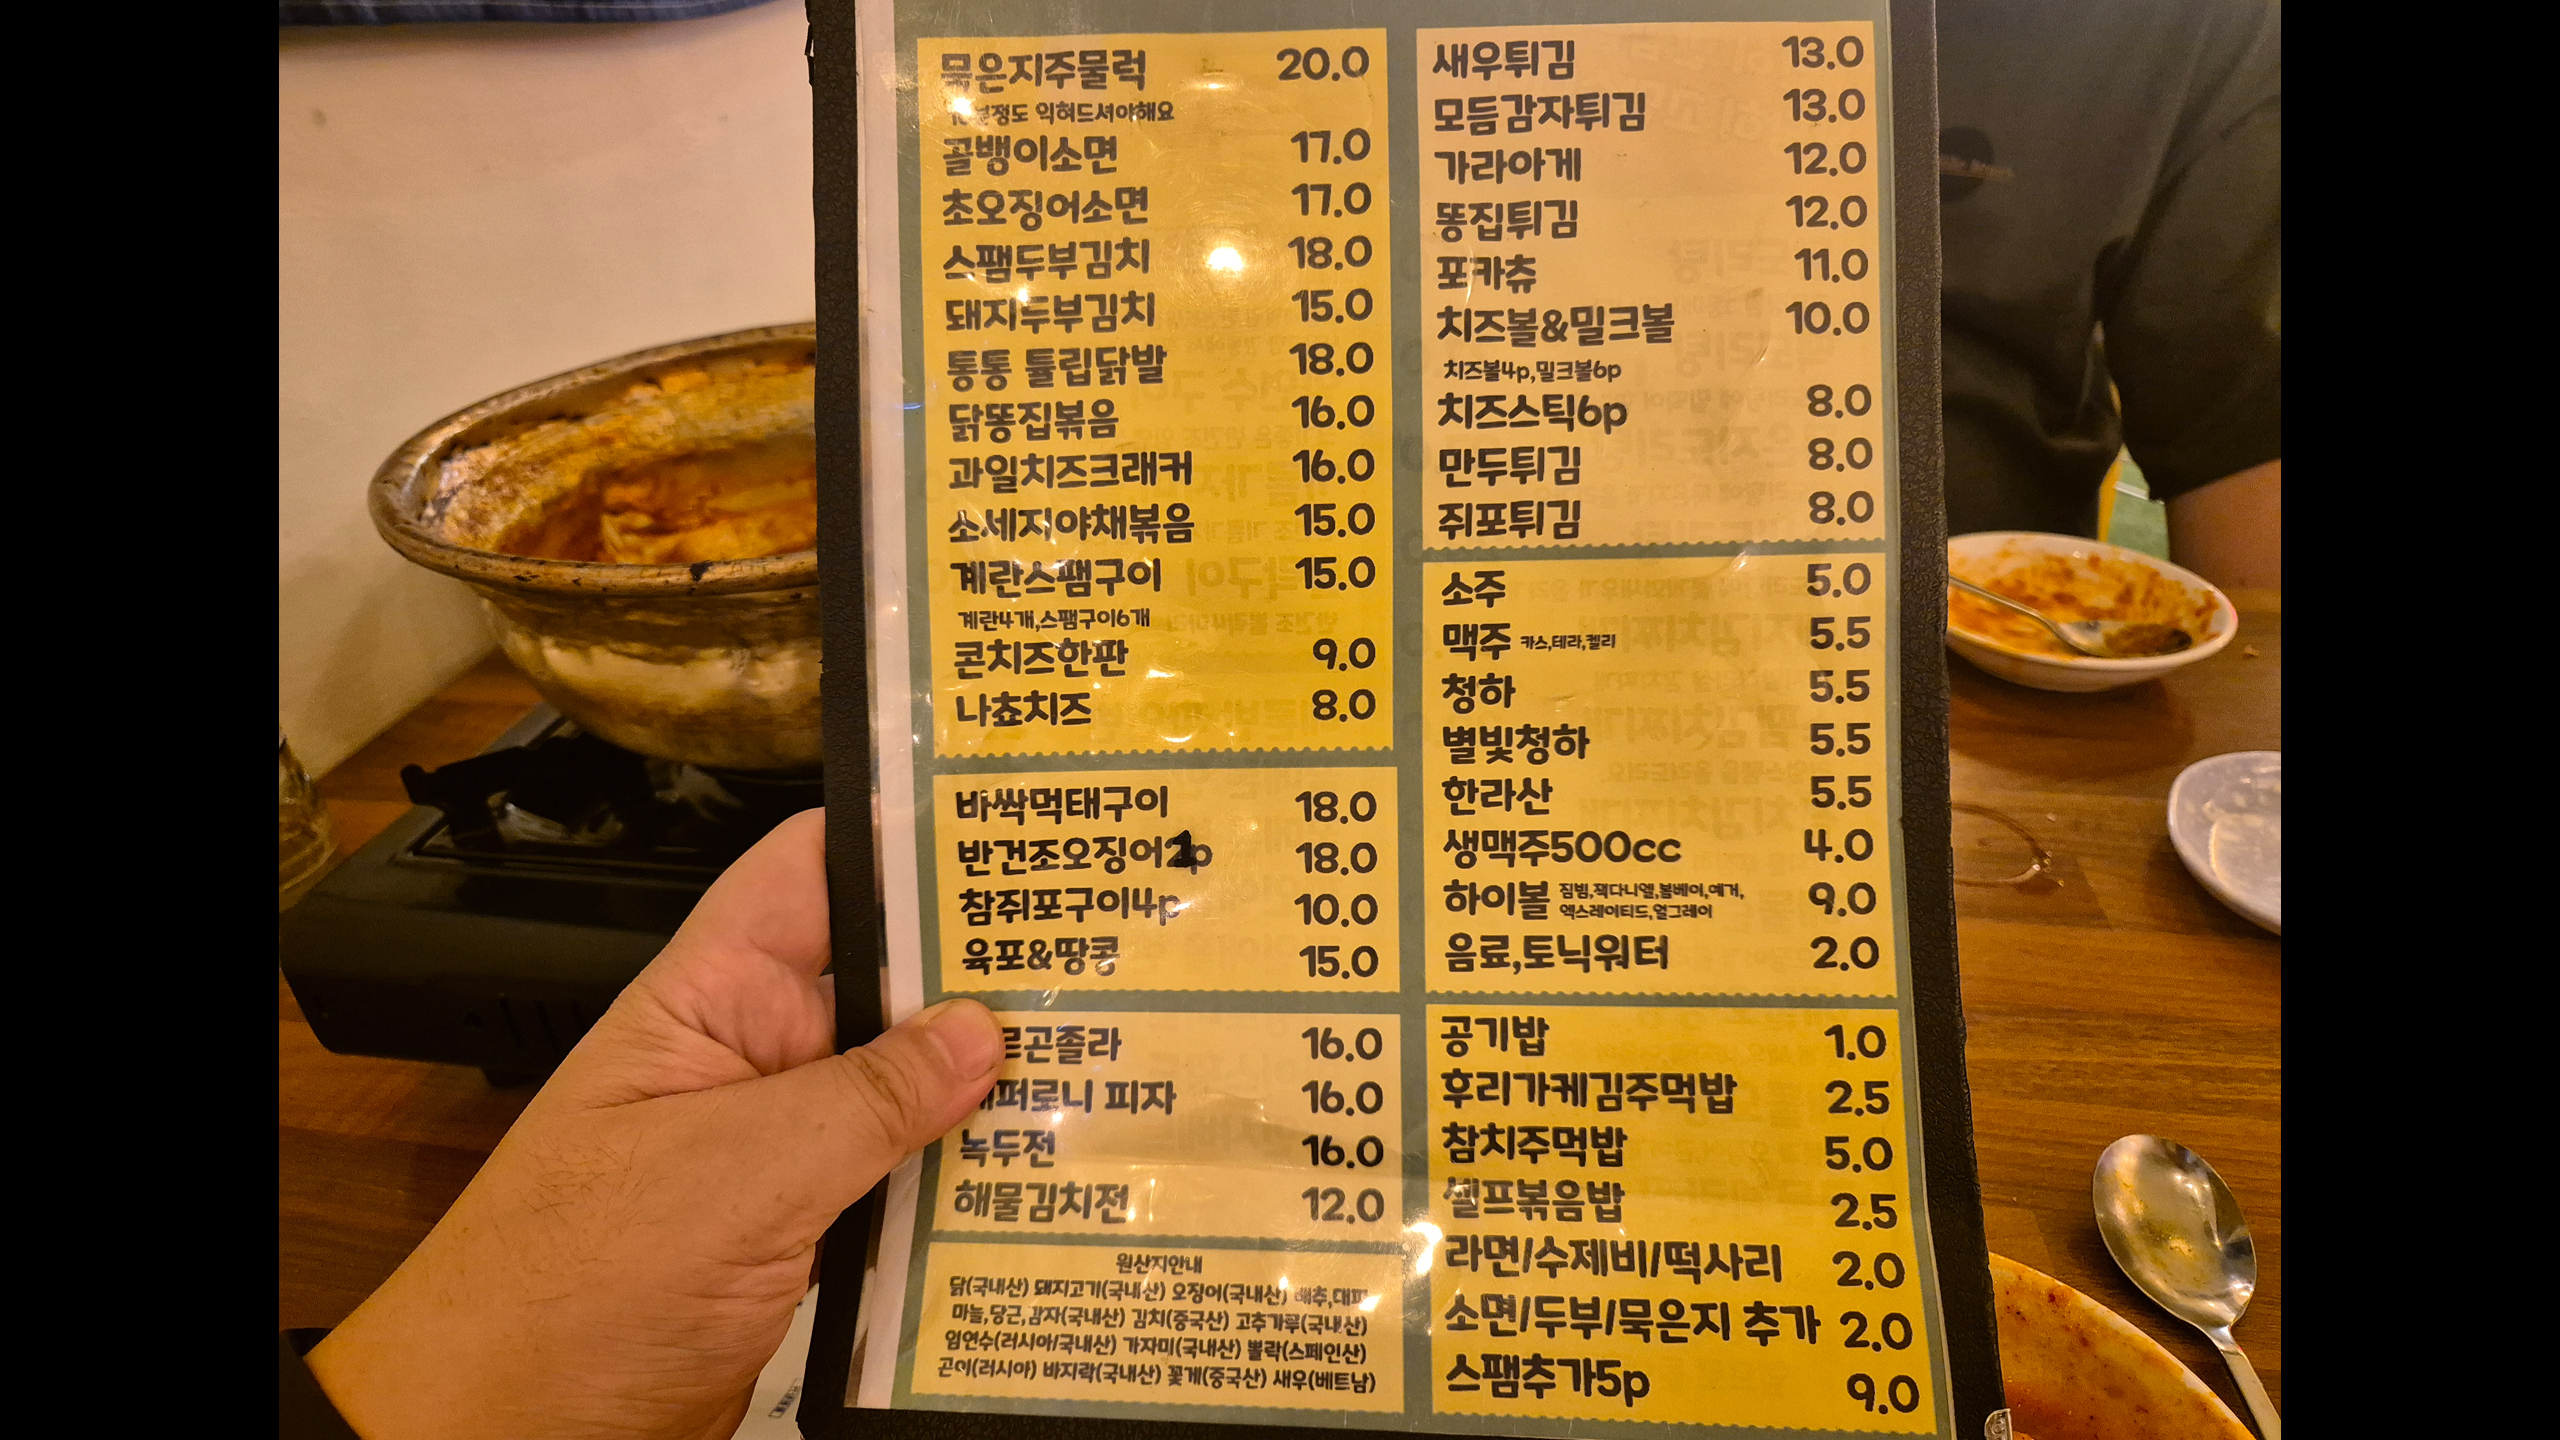 묵은지주물럭 20.0
10분정도 익혀드셔야해요
골뱅이소면 17.0
초오징어소면 17.0
스팸두부김치 18.0
돼지두부김치 15.0
통통 튤립닭발 18.0
닭똥집볶음 16.0
과일치즈크래커 16.0
소세지야채볶음 15.0
계란스팸구이 15.0
계란4개,스팸구이6개
콘치즈한판 9.0
나쵸치즈 8.0
바싹먹태구이 18.0
반건조오징어2p 18.0
참쥐포구이4p 10.0
육포&땅콩 15.0
르곤졸라 16.0
퍼로니 피자 16.0
녹두전 16.0
해물김치전 12.0
원산지안내
닭(국내산) 돼지고기(국내산) 오징어(국내산) 배추,대파
마늘,당근,감자(국내산) 김치(중국산) 고추가루(국내산)
임연수(러시아/국내산) 가자미(국내산) 뽈락(스페인산)
곤이(러시아) 바지락(국내산) 꽃게(중국산) 새우(베트남)
새우튀김 13.0
모듬감자튀김 13.0
가라아게 12.0
똥집튀김 12.0
포카츄 11.0
치즈볼&밀크볼 10.0
치즈볼4p,밀크볼6p
치즈스틱6p 8.0
만두튀김 8.0
쥐포튀김 8.0
소주 5.0
맥주 카스,테라,켈리 5.5
청하 5.5
별빛청하 5.5
한라산 5.5
생맥주500cc 4.0
하이볼 짐빔,잭다니엘,봄베이,예거, 9.0
엑스레이티드,얼그레이
음료,토닉워터 2.0
공기밥 1.0
후리가케김주먹밥 2.5
참치주먹밥 5.0
셀프볶음밥 2.5
라면/수제비/떡사리 2.0
소면/두부/묵은지 추가 2.0
스팸추가5p 9.0